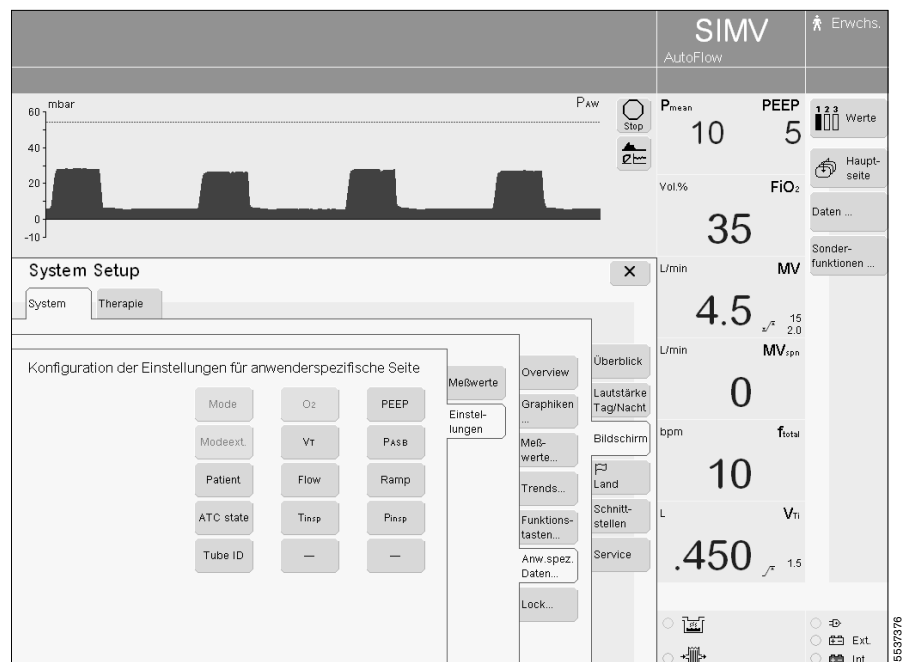 SIMV
AutoFlow
Erwchs.
mbar
PAW
60
40
20
0
-10
Stop
Pmean
PEEP
10
5
Vol.%
FiO2
35
L/min
MV
4.5
15
2.0
L/min
MVspn
0
bpm
ftotal
10
L
VTi
.450
1.5
1 2 3
Werte
Haupt-
seite
Daten ...
Sonder-
funktionen ...
System Setup
System
Therapie
Konfiguration der Einstellungen für anwenderspezifische Seite
Mode
O2
PEEP
Modeext.
VT
PASB
Patient
Flow
Ramp
ATC state
Tinsp
Pinsp
Tube ID
—
—
Meßwerte
Einstel-
lungen
Overview
Graphiken
...
Meß-
werte...
Trends...
Funktions-
tasten...
Anw.spez.
Daten...
Lock...
Überblick
Lautstärke
Tag/Nacht
Bildschirm
Land
Schnitt-
stellen
Service
Ext.
Int.
5537376